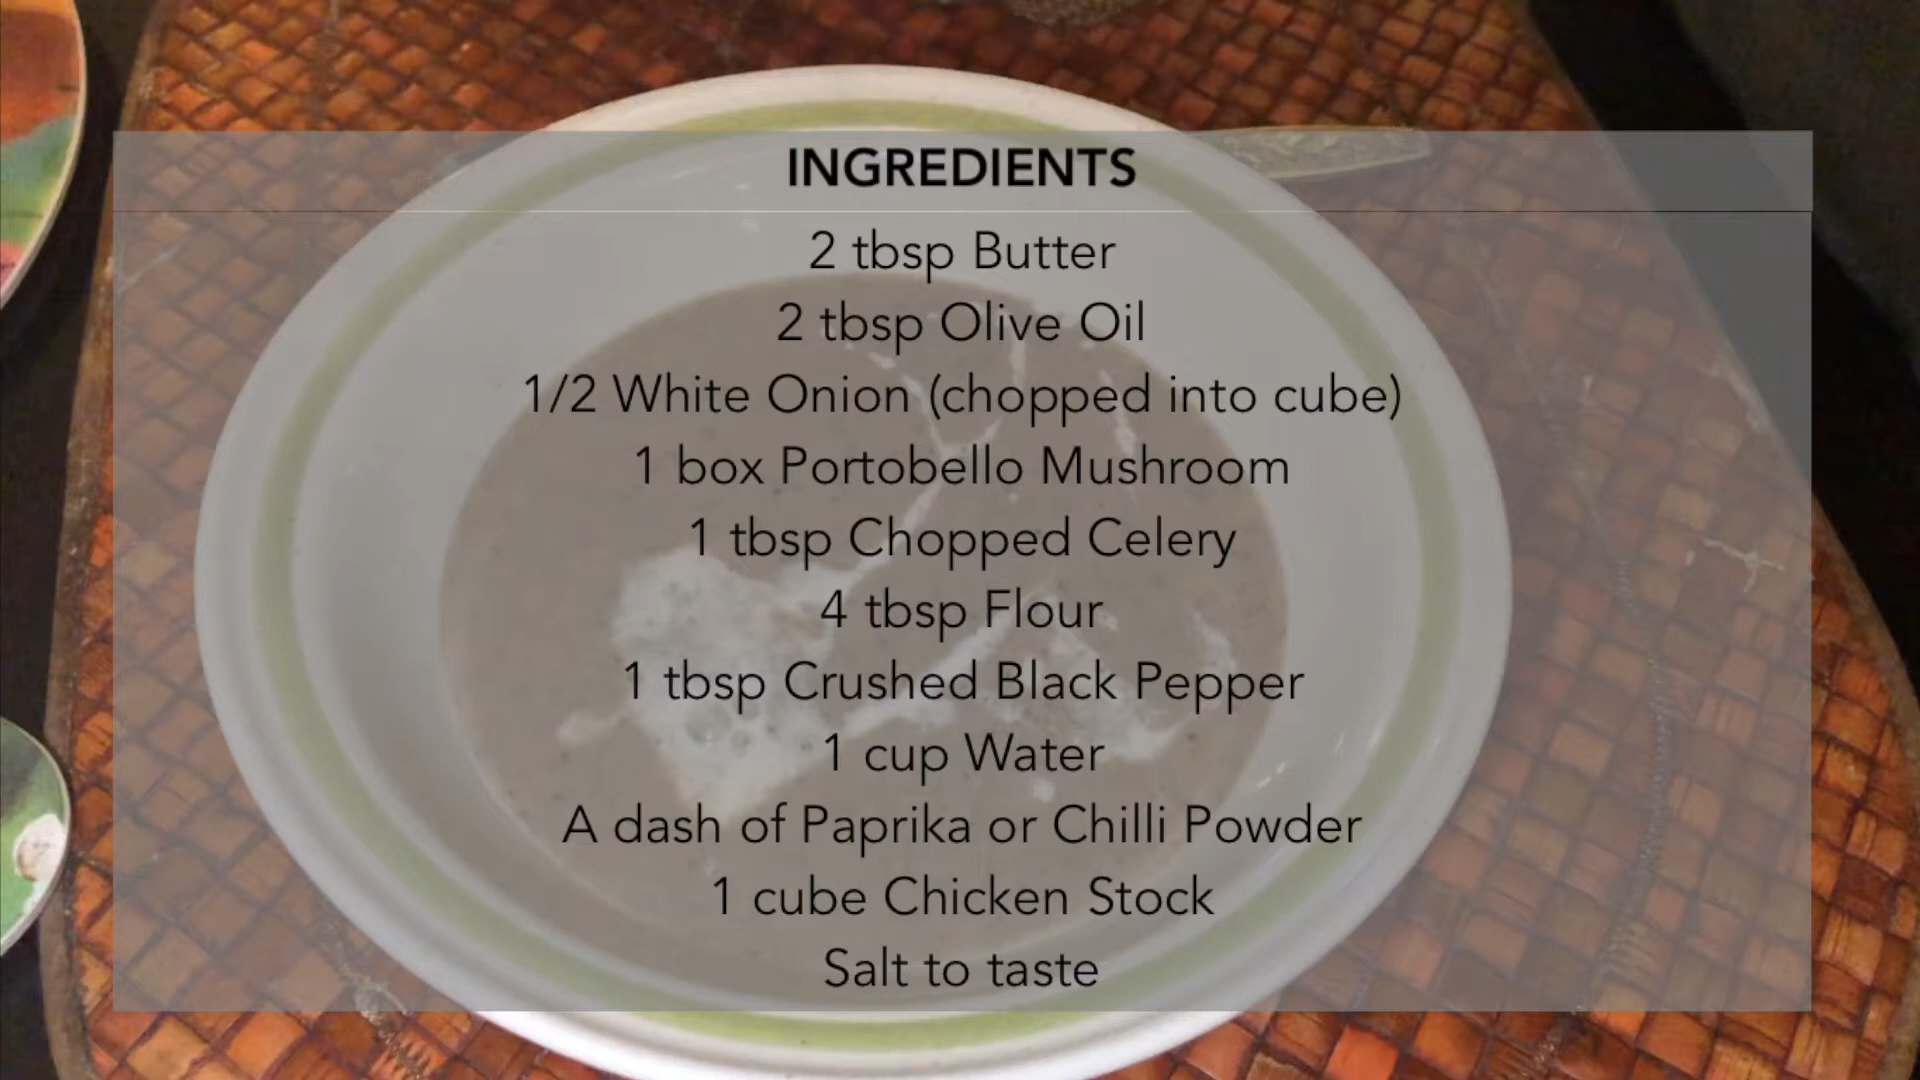 INGREDIENTS
2 tbsp Butter
2 tbsp Olive Oil
1/2 White Onion (chopped into cube)
1 box Portobello Mushroom
1 tbsp Chopped Celery
4 tbsp Flour
1 tbsp Crushed Black Pepper
1 cup Water
A dash of Paprika or Chilli Powder
1 cube Chicken Stock
Salt to taste